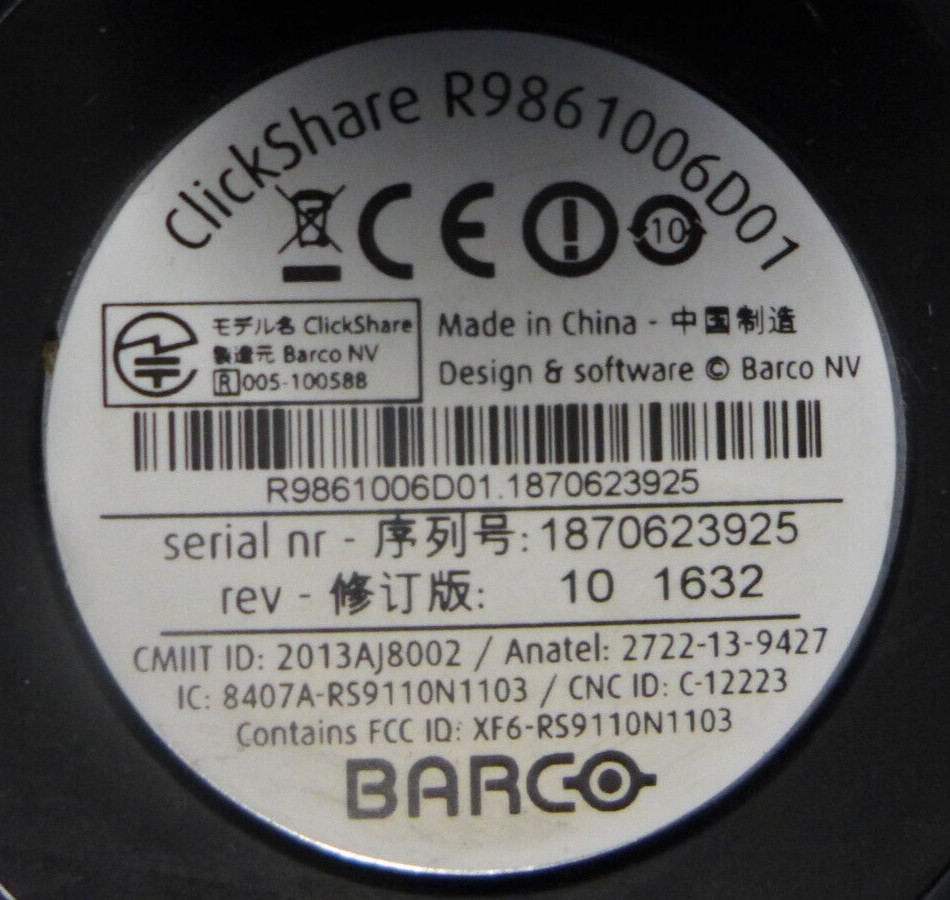 ClickShare R9861006D01
10
モデル名 ClickShare
製造元 Barco NV
R 005-100588
Made in China - 中国制造
Design & software © Barco NV
R9861006D01.1870623925
serial nr - 序列号: 1870623925
rev - 修订版: 10 1632
CMIIT ID: 2013AJ8002 / Anatel: 2722-13-9427
IC: 8407A-RS9110N1103 / CNC ID: C-12223
Contains FCC ID: XF6-RS9110N1103
BARCO